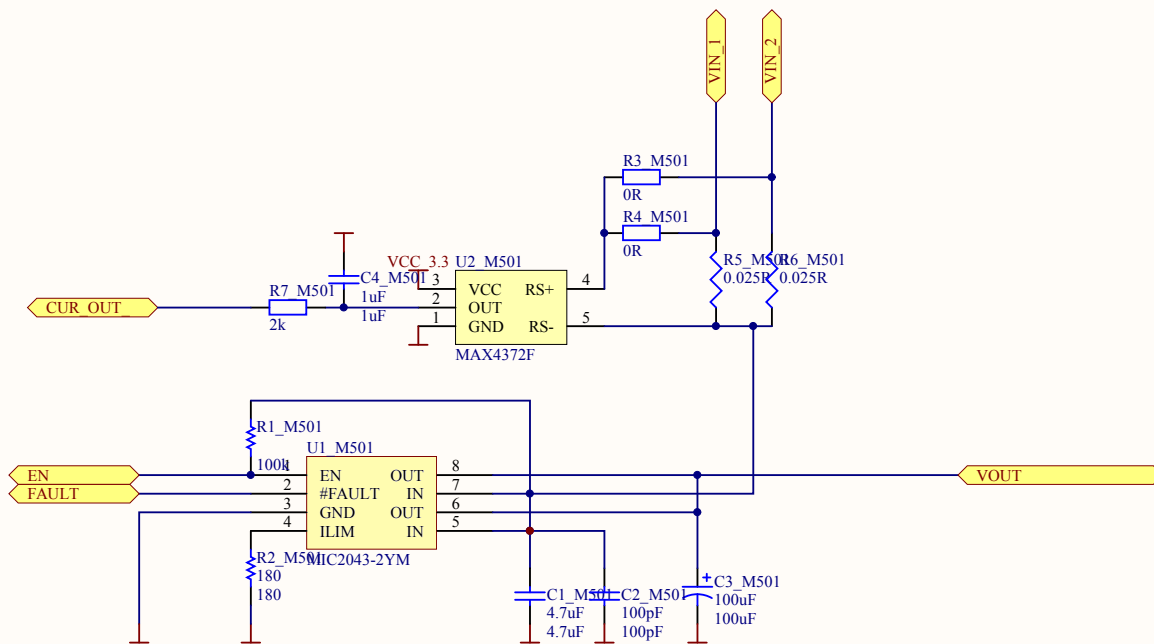 VIN_1
VIN_2
R3_M501
0R
R4_M501
0R
R5_M501
0.025R
R6_M501
0.025R
VCC_3.3
U2_M501
C4_M501
1uF
1uF
R7_M501
2k
CUR_OUT_
3
VCC
RS+
4
2
OUT
1
GND
RS-
5
MAX4372F
R1_M501
100k
U1_M501
EN
1
EN
OUT
8
VOUT
FAULT
2
#FAULT
IN
7
3
GND
OUT
6
4
ILIM
IN
5
MIC2043-2YM
R2_M501
180
180
C1_M501
4.7uF
4.7uF
C2_M501
100pF
100pF
+
C3_M501
100uF
100uF